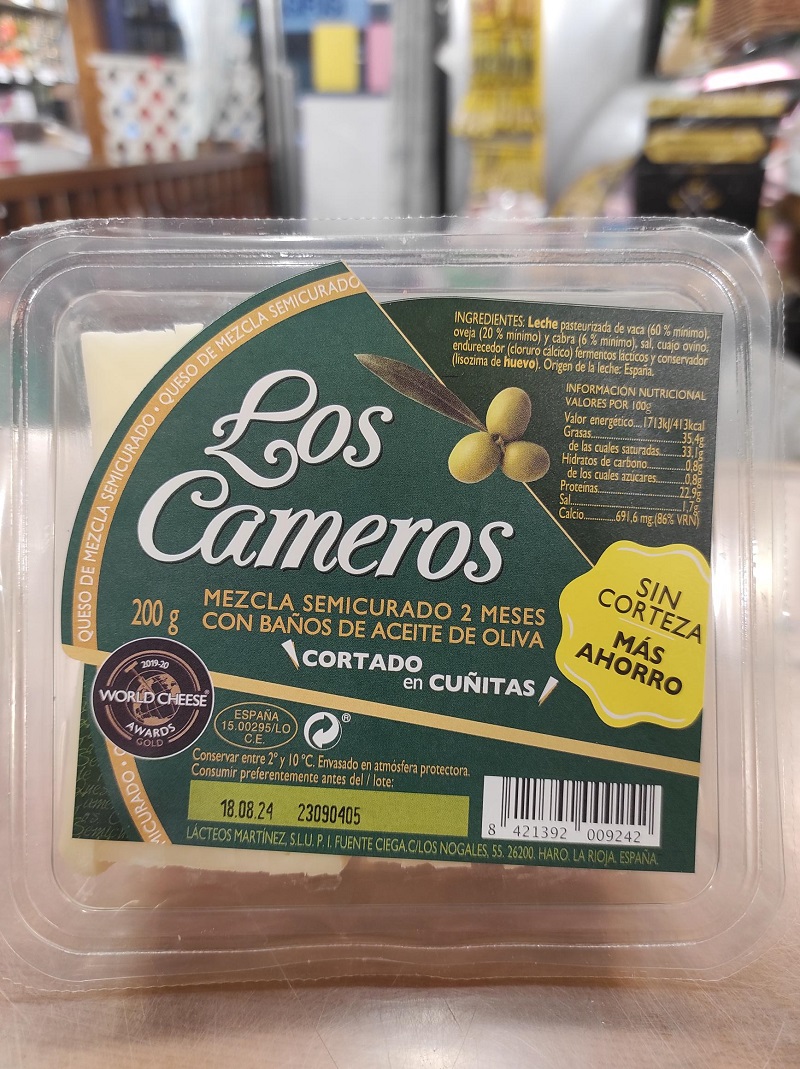 QUESO DE MEZCLA SEMICURADO • QUESO DE MEZCLA SEMICURADO
INGREDIENTES: Leche pasteurizada de vaca (60 % mínimo),
oveja (20 % mínimo) y cabra (6 % mínimo), sal, cuajo ovino,
endurecedor (cloruro cálcico) fermentos lácticos y conservador
(lisozima de huevo). Origen de la leche: España.
INFORMACIÓN NUTRICIONAL
VALORES POR 100g
Valor energético....1713kJ/413kcal
Grasas....35,4g
de las cuales saturadas....33,1g
Hidratos de carbono....0,8g
de los cuales azúcares....0,8g
Proteínas....22,9g
Sal....1,7g
Calcio....691,6 mg.(86% VRN)
Los
Cameros
200 g
MEZCLA SEMICURADO 2 MESES
CON BAÑOS DE ACEITE DE OLIVA
CORTADO
en CUÑITAS
SIN
CORTEZA
MÁS
AHORRO
2019-20
WORLD CHEESE
AWARDS
GOLD
ESPAÑA
15.00295/LO
C.E.
®
Conservar entre 2º y 10 ºC. Envasado en atmósfera protectora.
Consumir preferentemente antes del / lote:
18.08.24 23090405
8 421392 009242
LÁCTEOS MARTÍNEZ, S.L.U. P. I. FUENTE CIEGA.C/LOS NOGALES, 55. 26200. HARO. LA RIOJA. ESPAÑA.